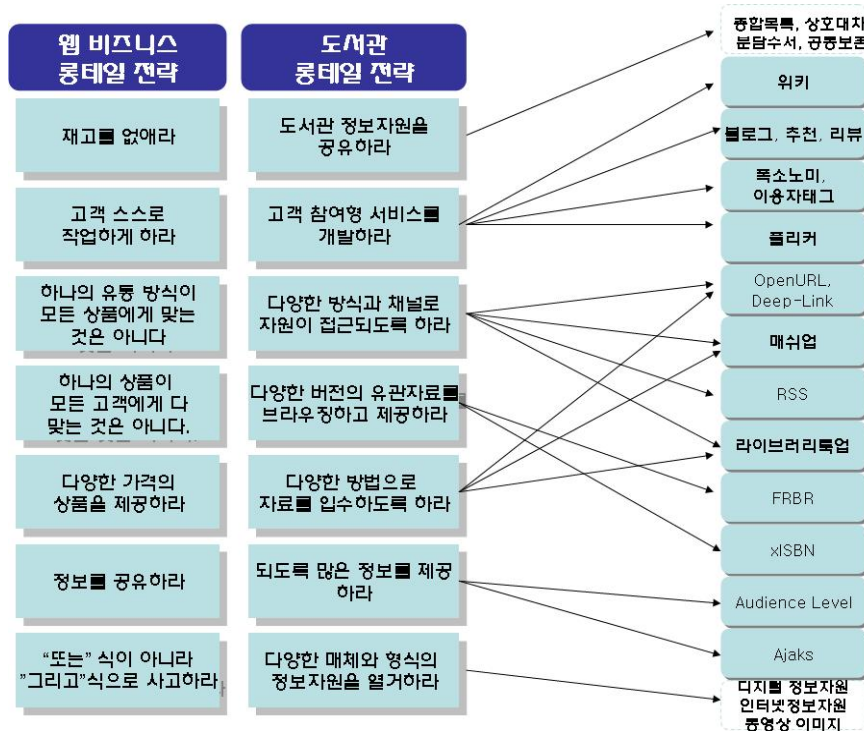 웹 비즈니스
롱테일 전략
도서관
롱테일 전략
재고를 없애라
도서관 정보자원을
공유하라
고객 스스로
작업하게 하라
고객 참여형 서비스를
개발하라
하나의 유통 방식이
모든 상품에게 맞는
것은 아니다
다양한 방식과 채널로
자원이 접근되도록 하라
하나의 상품이
모든 고객에게 다
맞는 것은 아니다.
다양한 버전의 유관자료를
브라우징하고 제공하라
다양한 가격의
상품을 제공하라
다양한 방법으로
자료를 입수하도록 하라
정보를 공유하라
되도록 많은 정보를 제공
하라
“또는” 식이 아니라
”그리고”식으로 사고하라
다양한 매체와 형식의
정보자원을 열거하라
종합목록, 상호대차
분담수서, 공동보존
위키
블로그, 추천, 리뷰
폭소노미,
이용자태그
플리커
OpenURL,
Deep-Link
매쉬업
RSS
라이브러리룩업
FRBR
xISBN
Audience Level
Ajaks
디지털 정보자원
인터넷정보자원
동영상 이미지